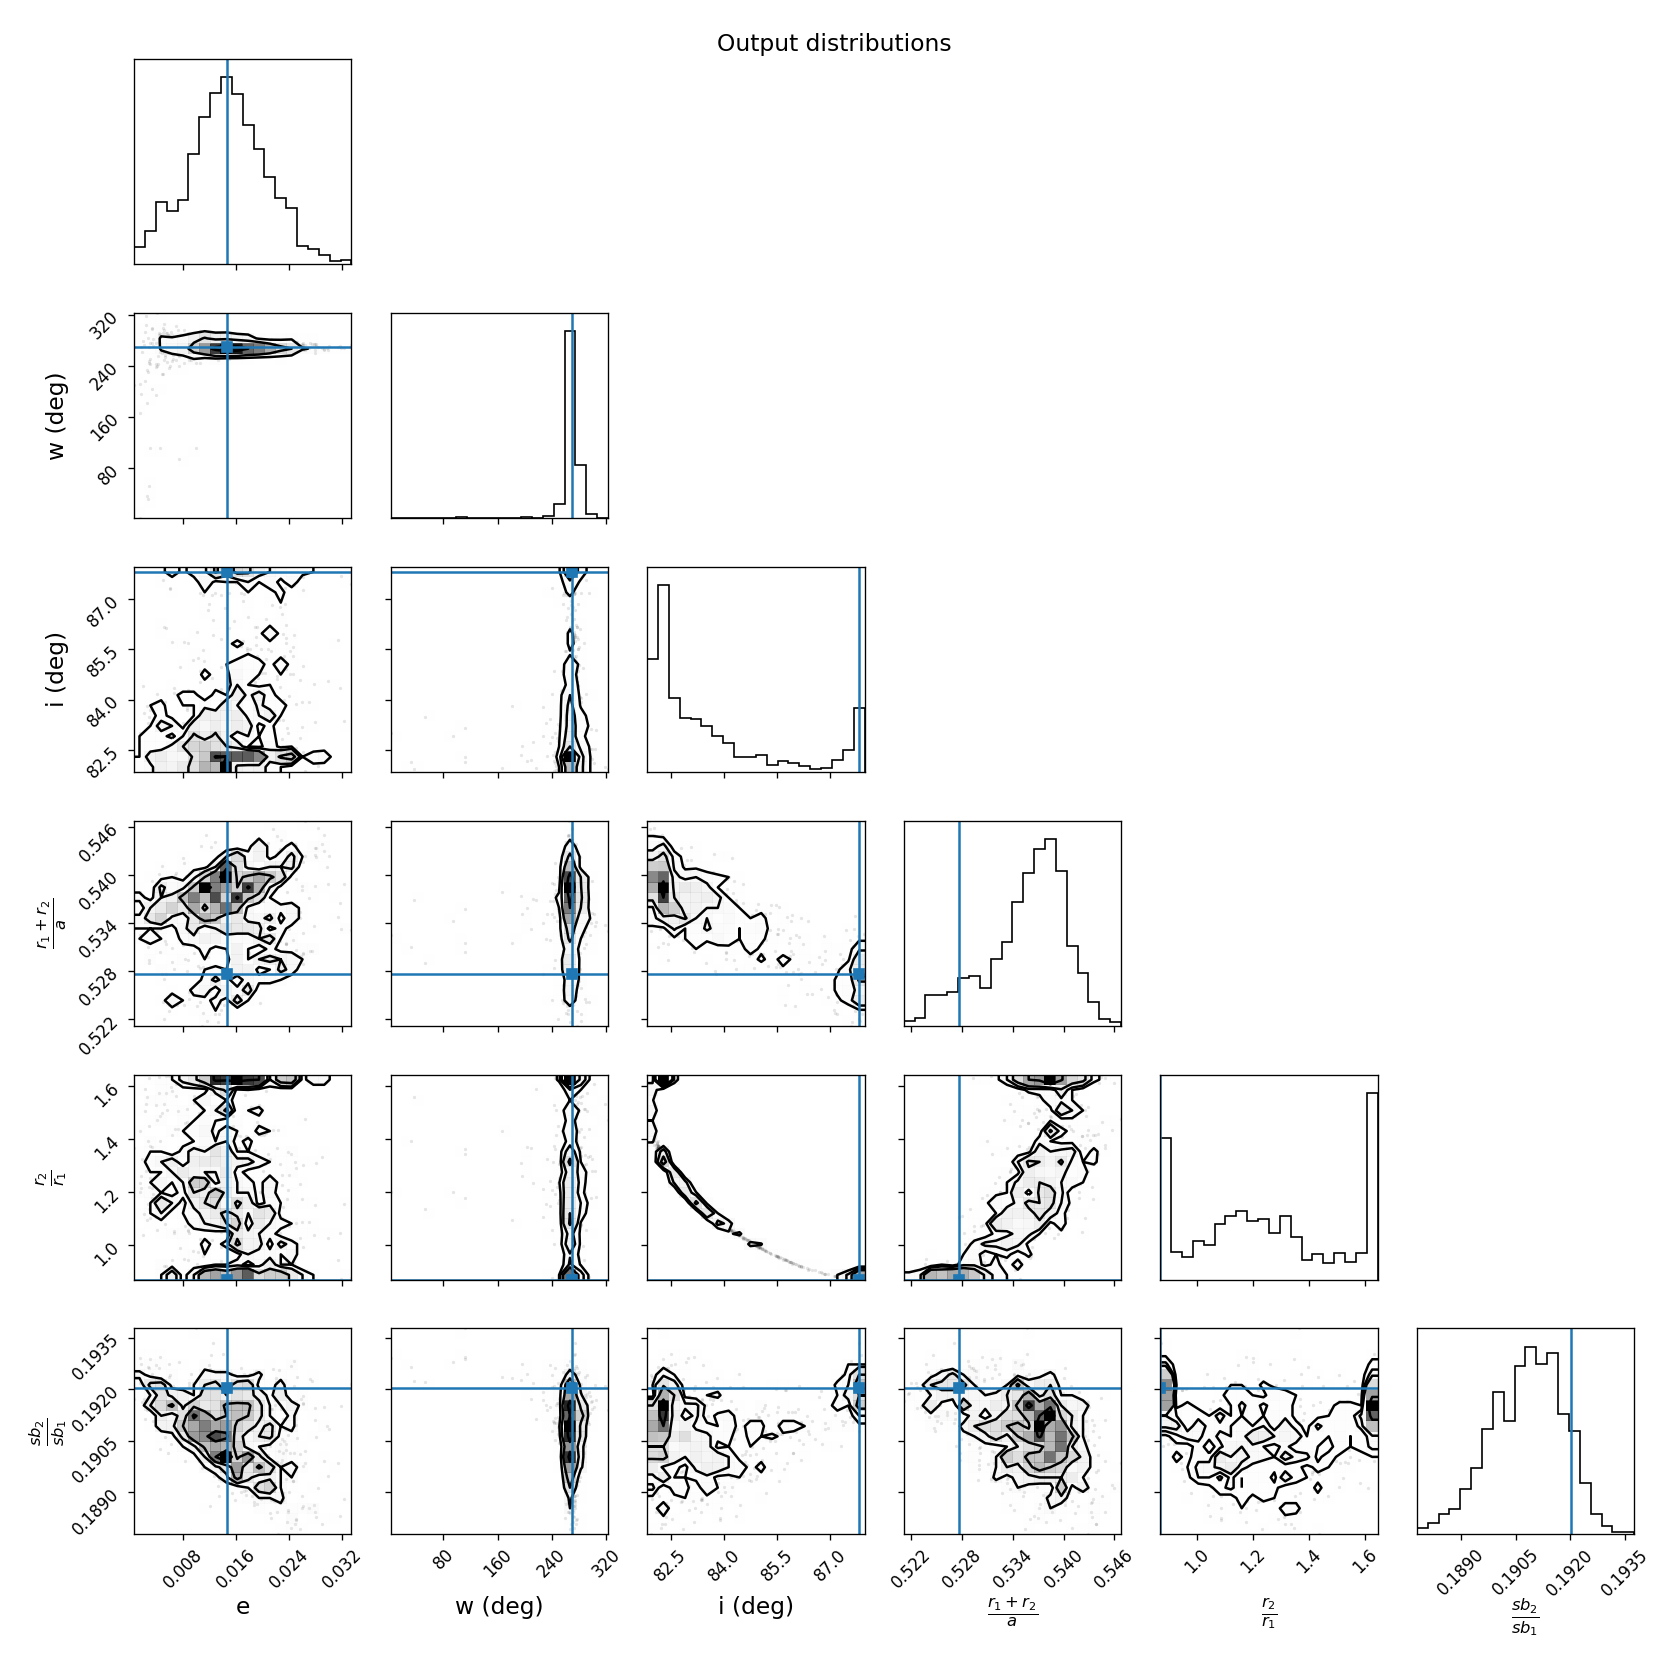 Output distributions
320
240
160
80
w (deg)
87.0
85.5
84.0
82.5
i (deg)
0.546
0.540
0.534
0.528
0.522
r₁ + r₂
a
1.6
1.4
1.2
1.0
r₂
r₁
0.1935
0.1920
0.1905
0.1890
sb₂
sb₁
0.008 0.016 0.024 0.032 80 160 240 320 82.5 84.0 85.5 87.0 0.522 0.528 0.534 0.540 0.546 1.0 1.2 1.4 1.6 0.1890 0.1905 0.1920 0.1935
e w (deg) i (deg) r₁ + r₂ r₂ sb₂
a r₁ sb₁